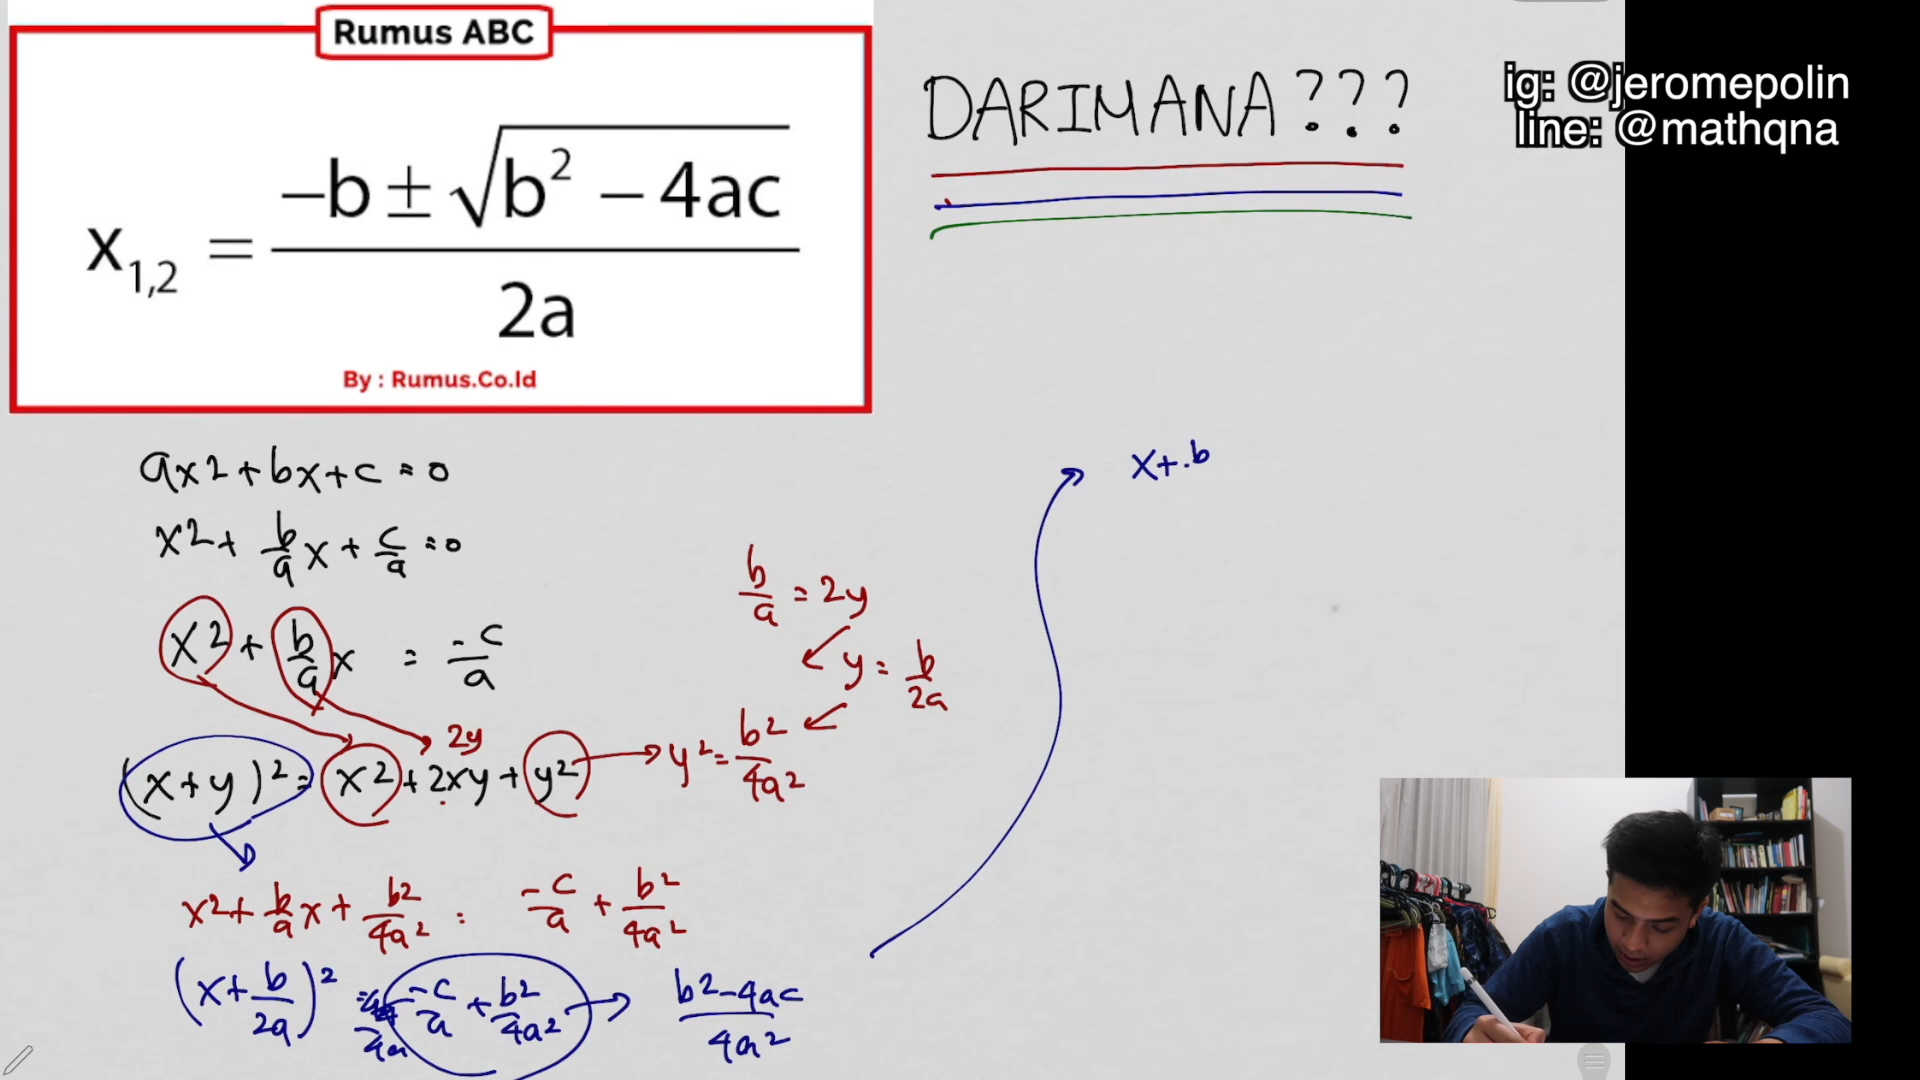 Rumus ABC
x₁,₂ = (–b ± √(b² – 4ac)) / 2a
By : Rumus.Co.Id
DARIMANA???
ig: @jeromepolin
line: @mathqna
ax² + bx + c = 0
x² + b/a x + c/a = 0
x² + b/a x = -c/a
2y
(x+y)² = x² + 2xy + y² → y² = b²/4a²
b/a = 2y
y = b/2a
x² + b/a x + b²/4a² = -c/a + b²/4a²
(x + b/2a)² = -c/a + b²/4a² → b²-4ac / 4a²
x+.b